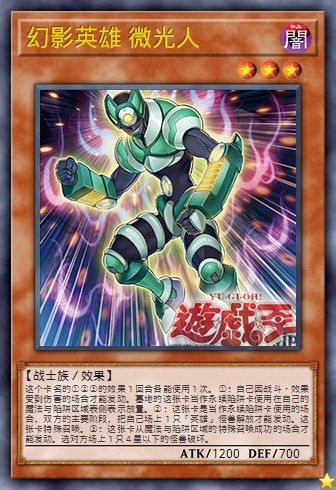 幻影英雄 微光人
闇
YU-GI-OH!
遊戯王
【战士族／效果】
这个卡名的①②③的效果1回合各能使用1次。①：自己因战斗·效果
受到伤害的场合才能发动。墓地的这张卡当作永续陷阱卡使用在自己的
魔法与陷阱区域表侧表示放置。②：这张卡是当作永续陷阱卡使用的场
合，双方的主要阶段，把自己场上1只「英雄」怪兽解放才能发动。这
张卡特殊召唤。③：这张卡从魔法与陷阱区域的特殊召唤成功的场合才
能发动。选对方场上1只4星以下的怪兽破坏。
ATK/1200 DEF/700